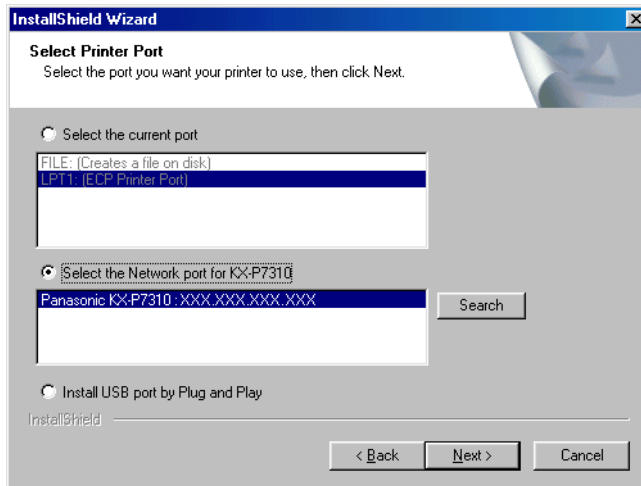 InstallShield Wizard
Select Printer Port
Select the port you want your printer to use, then click Next.
Select the current port
FILE: (Creates a file on disk)
LPT1: (ECP Printer Port)
Select the Network port for KX-P7310
Panasonic KX-P7310 : XXX.XXX.XXX.XXX
Search
Install USB port by Plug and Play
InstallShield
< Back Next > Cancel